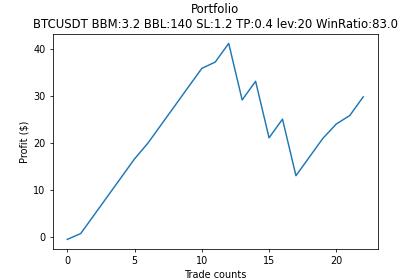 Portfolio
BTCUSDT BBM:3.2 BBL:140 SL:1.2 TP:0.4 lev:20 WinRatio:83.0
40
30
20
10
0
Profit ($)
0 5 10 15 20
Trade counts